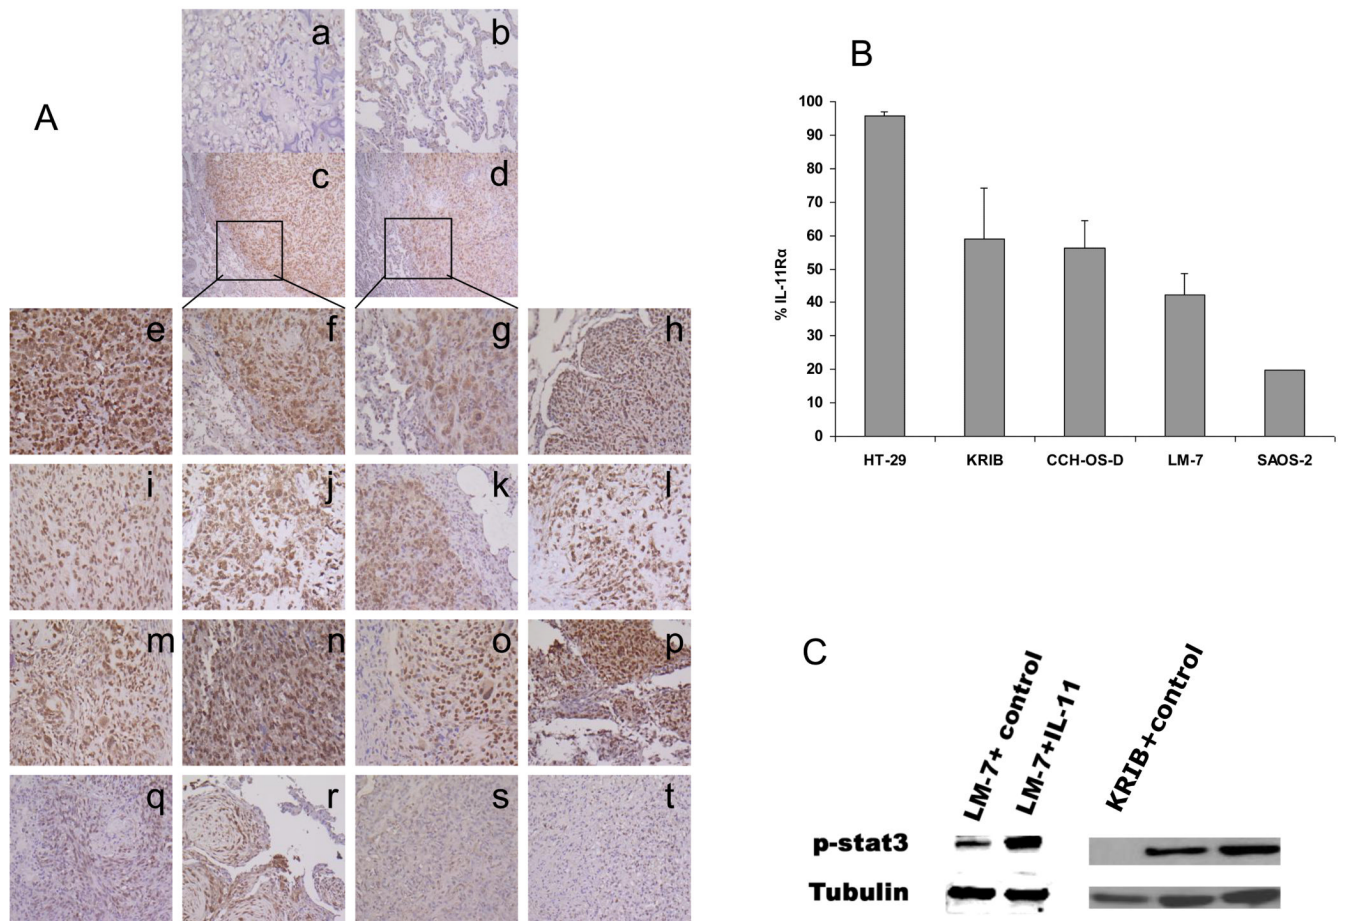 A
a
b
c
d
e
f
g
h
i
j
k
l
m
n
o
p
q
r
s
t
B
% IL-11Rα
100
90
80
70
60
50
40
30
20
10
0
HT-29 KRIB CCH-OS-D LM-7 SAOS-2
C
LM-7+ control
LM-7+IL-11
KRIB+control
p-stat3
Tubulin